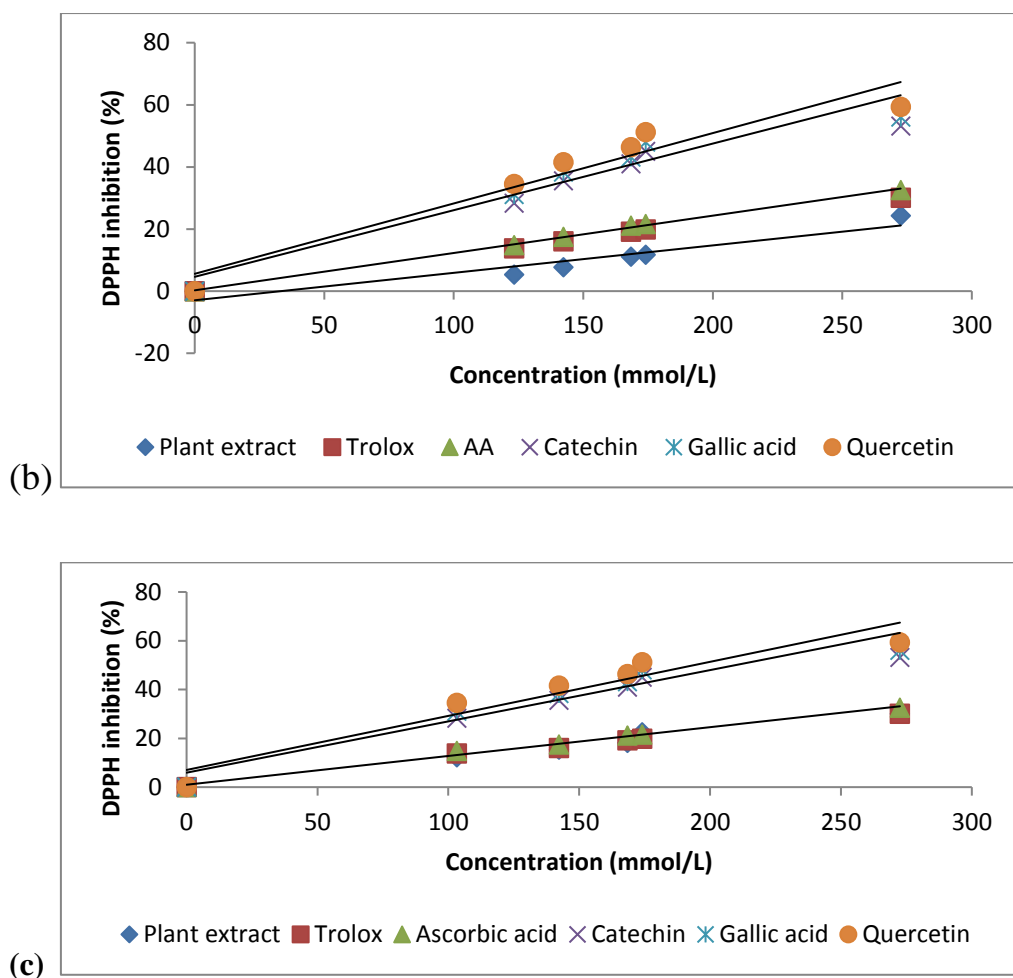 80
60
40
20
0
-20
DPPH inhibition (%)
0 50 100 150 200 250 300
Concentration (mmol/L)
Plant extract Trolox AA Catechin Gallic acid Quercetin
(b)
80
60
40
20
0
DPPH inhibition (%)
0 50 100 150 200 250 300
Concentration (mmol/L)
Plant extract Trolox Ascorbic acid Catechin Gallic acid Quercetin
(c)